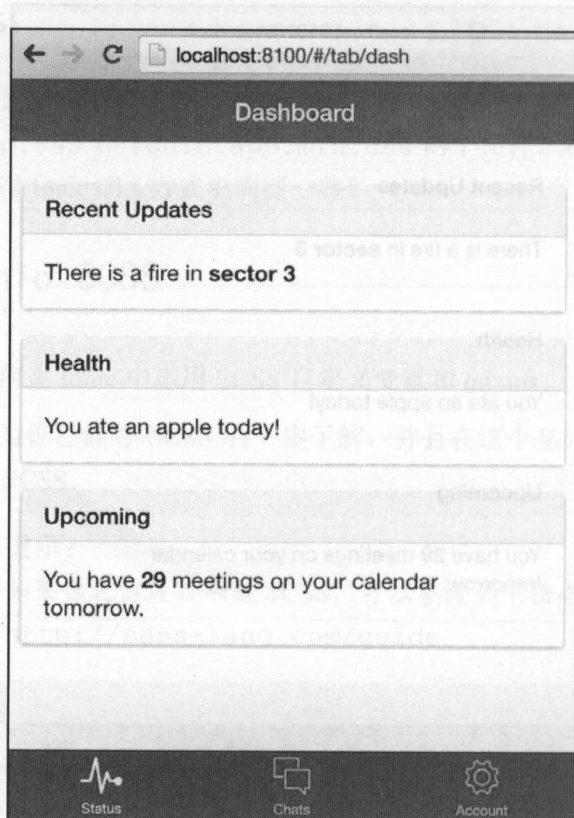 localhost:8100/#/tab/dash
Dashboard
Recent Updates
There is a fire in sector 3
Health
You ate an apple today!
Upcoming
You have 29 meetings on your calendar
tomorrow.
Status
Chats
Account